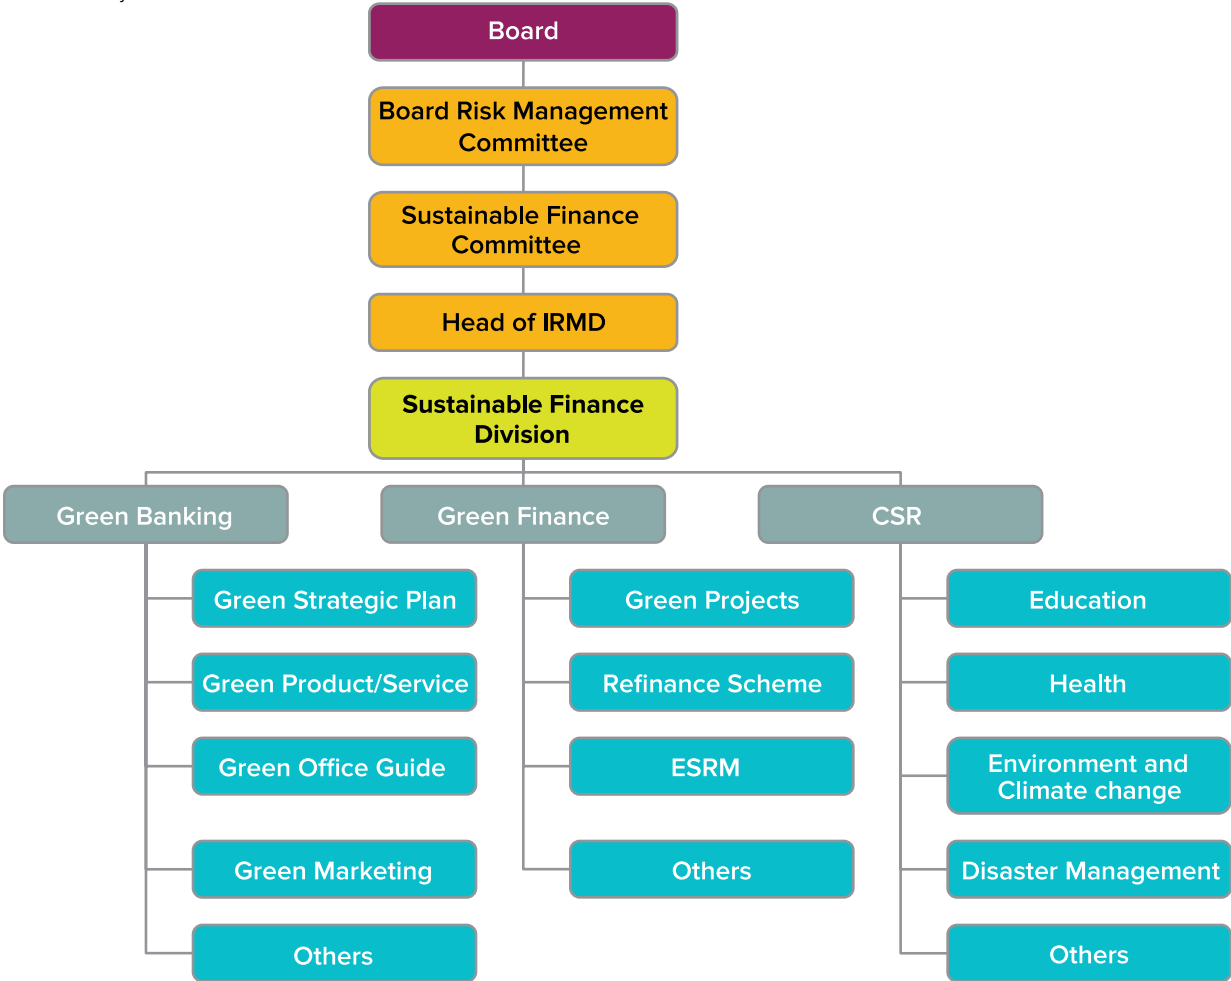 Board
Board Risk Management
Committee
Sustainable Finance
Committee
Head of IRMD
Sustainable Finance
Division
Green Banking
Green Finance
CSR
Green Strategic Plan
Green Projects
Education
Green Product/Service
Refinance Scheme
Health
Green Office Guide
ESRM
Environment and
Climate change
Green Marketing
Others
Disaster Management
Others
Others